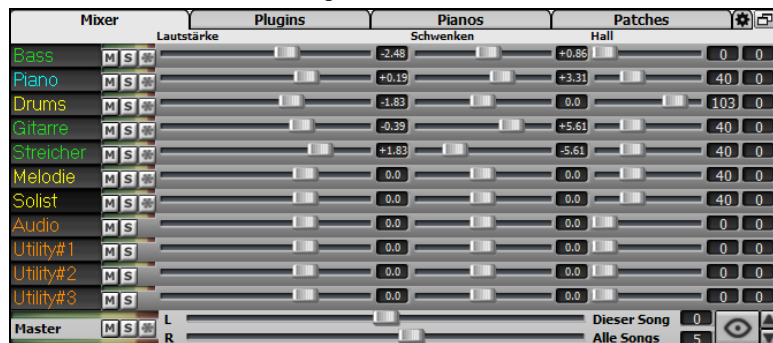 Mixer Plugins Pianos Patches
Lautstärke Schwenken Hall
Bass M S -2.48 +0.86 0 0
Piano M S +0.19 +3.31 40 0
Drums M S -1.83 0.0 103 0
Gitarre M S -0.39 +5.61 40 0
Streicher M S +1.83 -5.61 40 0
Melodie M S 0.0 0.0 40 0
Solist M S 0.0 0.0 40 0
Audio M S 0.0 0.0 0 0
Utility#1 M S 0.0 0.0 0 0
Utility#2 M S 0.0 0.0 0 0
Utility#3 M S 0.0 0.0 0 0
L Dieser Song 0
Master M S
R Alle Songs 5